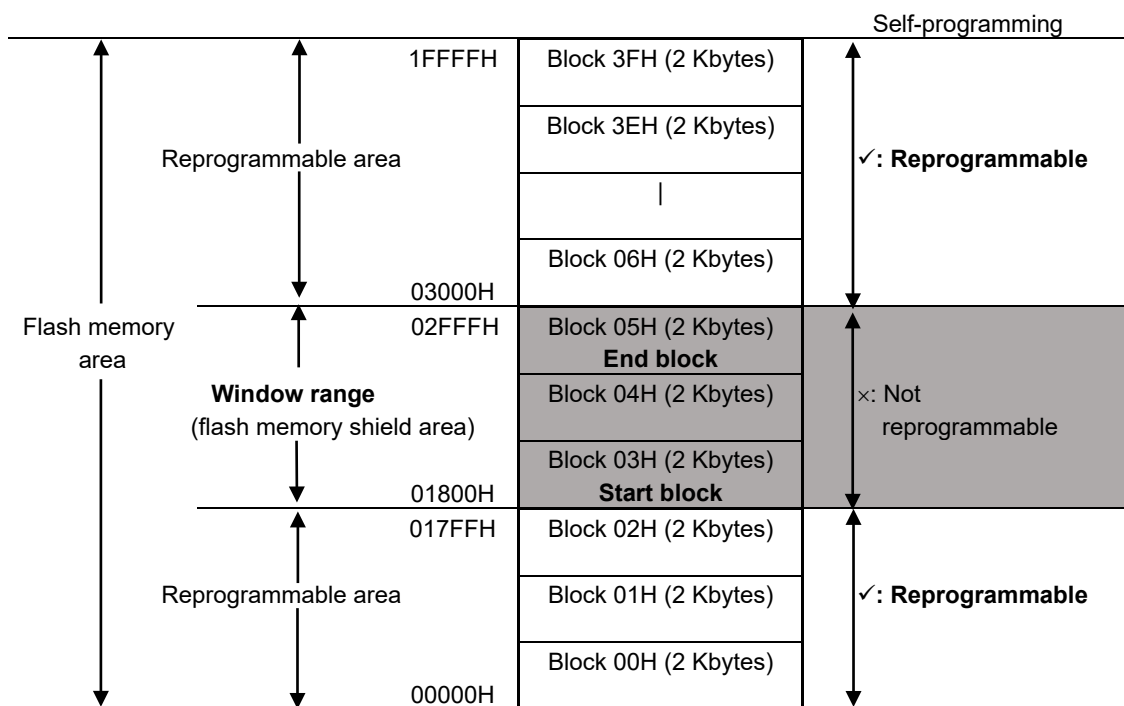 Self-programming
1FFFFH
Block 3FH (2 Kbytes)
Block 3EH (2 Kbytes)
Reprogrammable area
✓: Reprogrammable
|
Block 06H (2 Kbytes)
03000H
Flash memory
area
02FFFH
Block 05H (2 Kbytes)
End block
Window range
(flash memory shield area)
Block 04H (2 Kbytes)
×: Not
reprogrammable
Block 03H (2 Kbytes)
Start block
01800H
017FFH
Block 02H (2 Kbytes)
Reprogrammable area
Block 01H (2 Kbytes)
✓: Reprogrammable
Block 00H (2 Kbytes)
00000H